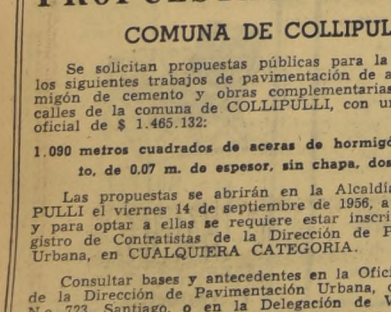 COMUNA DE COLLIPUL
Se solicitan propuestas públicas para la
los siguientes trabajos de pavimentación de a
migón de cemento y obras complementarias
calles de la comuna de COLLIPULLI, con u
oficial de $ 1.465.132:
1.090 metros cuadrados de aceras de hormigó
to, de 0,07 m. de espesor, sin chapa, dos
Las propuestas se abrirán en la Alcaldía
PULLI el viernes 14 de septiembre de 1956, a
y para optar a ellas se requiere estar inscri
gistro de Contratistas de la Dirección de P
Urbana, en CUALQUIERA CATEGORIA.
Consultar bases y antecedentes en la Ofic
de la Dirección de Pavimentación Urbana,
N.o 723, Santiago, o en la Delegación de